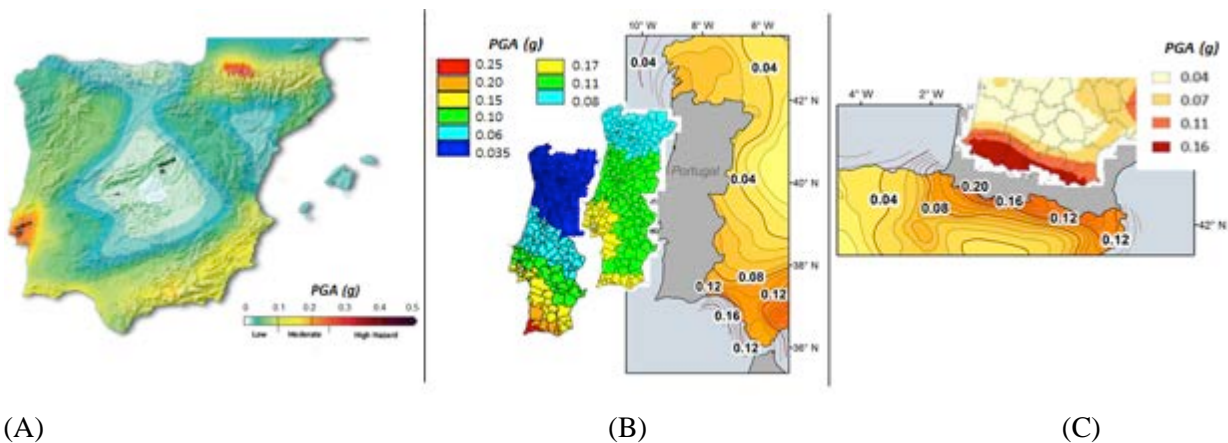 PGA (g)
0 0.1 0.2 0.3 0.4 0.5
Low Moderate High Hazard
(A)
PGA (g)
0.25
0.20
0.15
0.10
0.06
0.035
0.17
0.11
0.08
10° W 8° W 6° W
0.04
0.04
42° N
Portugal
0.04
40° N
38° N
0.08
0.12
0.12
0.16
0.12
36° N
(B)
PGA (g)
0.04
0.07
0.11
0.16
4° W 2° W
0.20
0.04
0.16
0.08
0.12
42° N
0.12
(C)